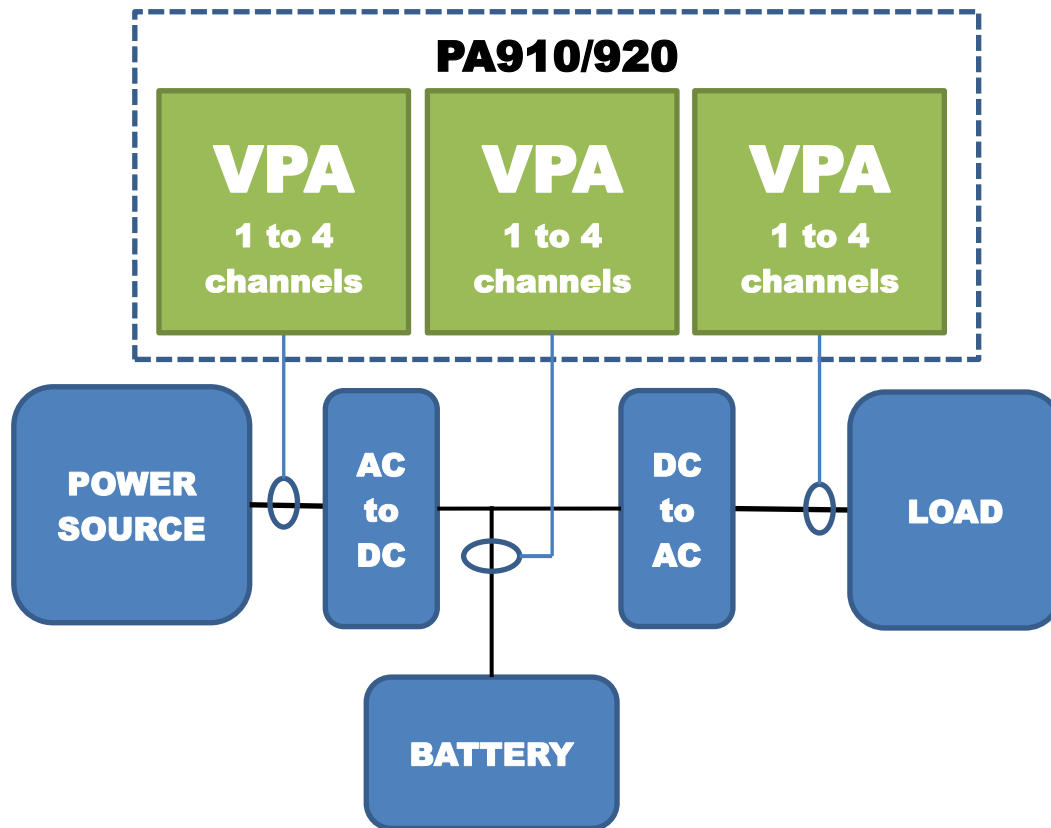 PA910/920
VPA
1 to 4
channels
VPA
1 to 4
channels
VPA
1 to 4
channels
POWER
SOURCE
AC
to
DC
DC
to
AC
LOAD
BATTERY